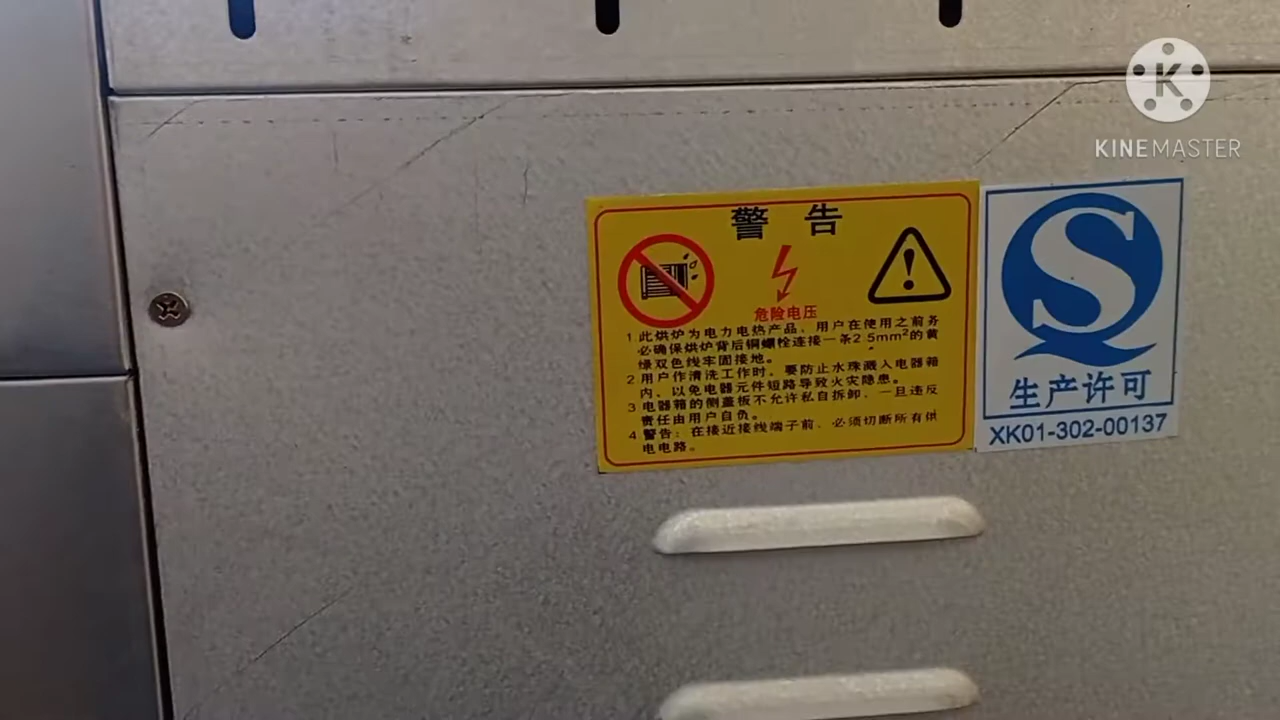 KINEMASTER
警告
危险电压
1.此烘炉为电力电热产品、用户在使用之前务
必确保烘炉背后铜螺栓连接一条2.5mm²的黄
绿双色线牢固接地。
2 用户作清洗工作时、要防止水珠溅入电器箱
内、以免电器元件短路导致火灾隐患。
3 电器箱的侧盖板不允许私自拆卸、一旦违反
责任由用户自负。
4 警告：在接近接线端子前、必须切断所有供
电电路。
生产许可
XK01-302-00137